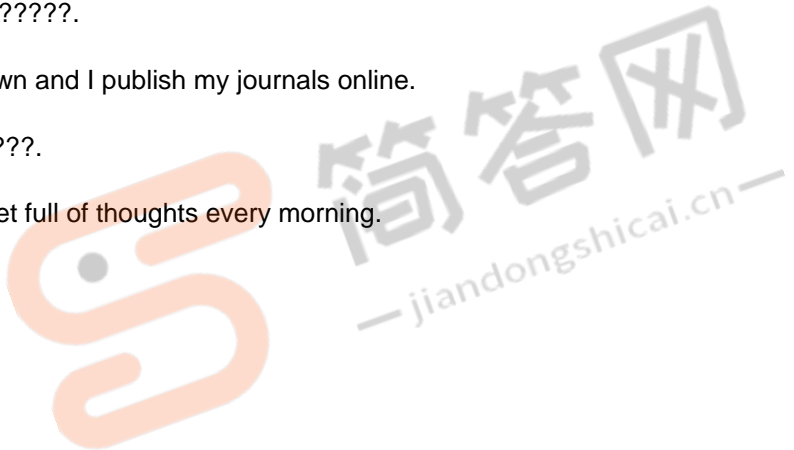 ??????.
wn and I publish my journals online.
???.
et full of thoughts every morning.
简答网
— jiandongshicai.cn —